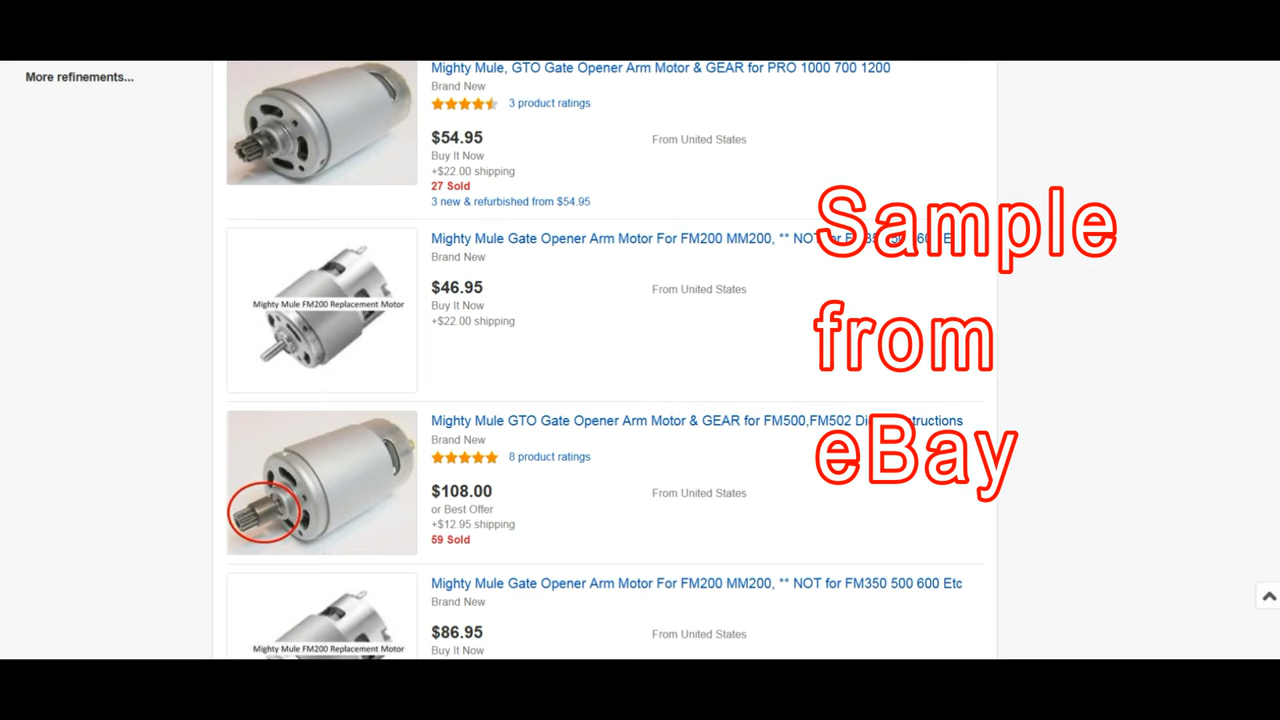 More refinements...
Mighty Mule, GTO Gate Opener Arm Motor & GEAR for PRO 1000 700 1200
Brand New
3 product ratings
$54.95
From United States
Buy It Now
+$22.00 shipping
27 Sold
3 new & refurbished from $54.95
Sample
from
eBay
Mighty Mule Gate Opener Arm Motor For FM200 MM200, ** NOT for
Brand New
$46.95
From United States
Buy It Now
+$22.00 shipping
Mighty Mule FM200 Replacement Motor
Mighty Mule GTO Gate Opener Arm Motor & GEAR for FM500,FM502
Brand New
8 product ratings
$108.00
From United States
or Best Offer
+$12.95 shipping
59 Sold
Mighty Mule Gate Opener Arm Motor For FM200 MM200, ** NOT for FM350 500 600 Etc
Brand New
$86.95
From United States
Buy It Now
Mighty Mule FM200 Replacement Motor